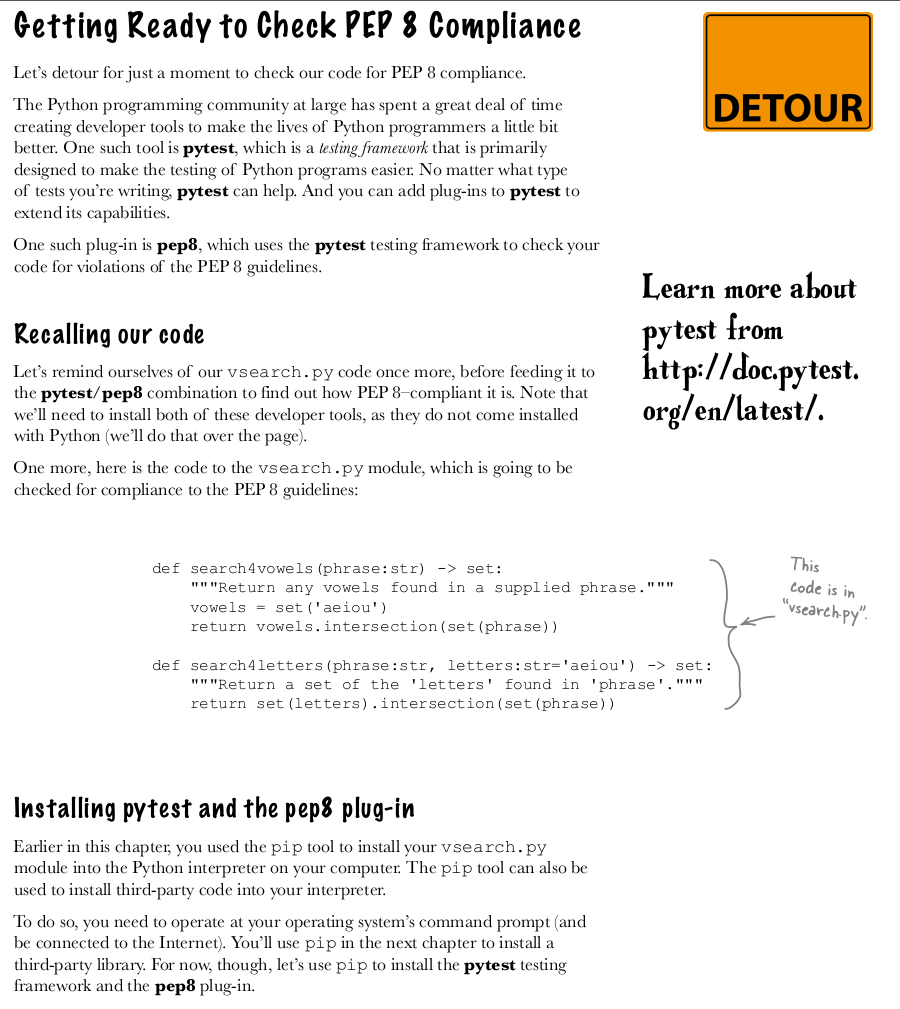 Getting Ready to Check PEP 8 Compliance
DETOUR
Let's detour for just a moment to check our code for PEP 8 compliance.
The Python programming community at large has spent a great deal of time
creating developer tools to make the lives of Python programmers a little bit
better. One such tool is pytest, which is a testing framework that is primarily
designed to make the testing of Python programs easier. No matter what type
of tests you're writing, pytest can help. And you can add plug-ins to pytest to
extend its capabilities.
One such plug-in is pep8, which uses the pytest testing framework to check your
code for violations of the PEP 8 guidelines.
Learn more about
pytest from
http://doc.pytest.
org/en/latest/.
Recalling our code
Let's remind ourselves of our vsearch.py code once more, before feeding it to
the pytest/pep8 combination to find out how PEP 8–compliant it is. Note that
we'll need to install both of these developer tools, as they do not come installed
with Python (we'll do that over the page).
One more, here is the code to the vsearch.py module, which is going to be
checked for compliance to the PEP 8 guidelines:
def search4vowels(phrase:str) -> set:
    """Return any vowels found in a supplied phrase."""
    vowels = set('aeiou')
    return vowels.intersection(set(phrase))
def search4letters(phrase:str, letters:str='aeiou') -> set:
    """Return a set of the 'letters' found in 'phrase'."""
    return set(letters).intersection(set(phrase))
This
code is in
"vsearch.py".
Installing pytest and the pep8 plug-in
Earlier in this chapter, you used the pip tool to install your vsearch.py
module into the Python interpreter on your computer. The pip tool can also be
used to install third-party code into your interpreter.
To do so, you need to operate at your operating system's command prompt (and
be connected to the Internet). You'll use pip in the next chapter to install a
third-party library. For now, though, let's use pip to install the pytest testing
framework and the pep8 plug-in.